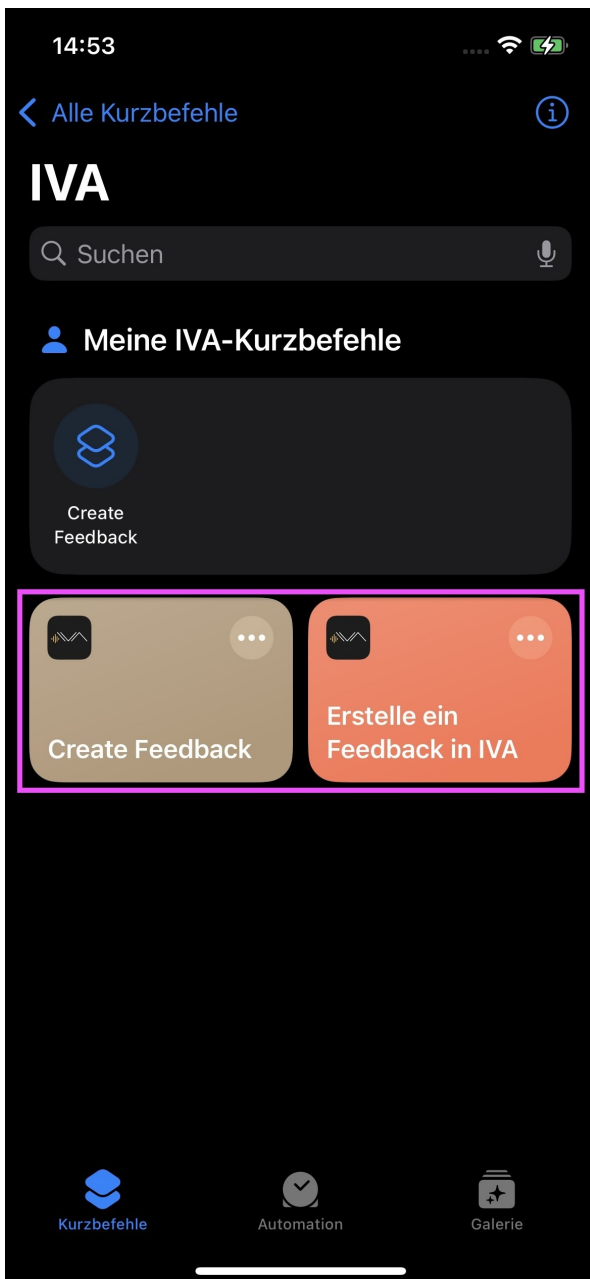 14:53
Alle Kurzbefehle
IVA
Suchen
Meine IVA-Kurzbefehle
Create
Feedback
Create Feedback
Erstelle ein
Feedback in IVA
Kurzbefehle
Automation
Galerie